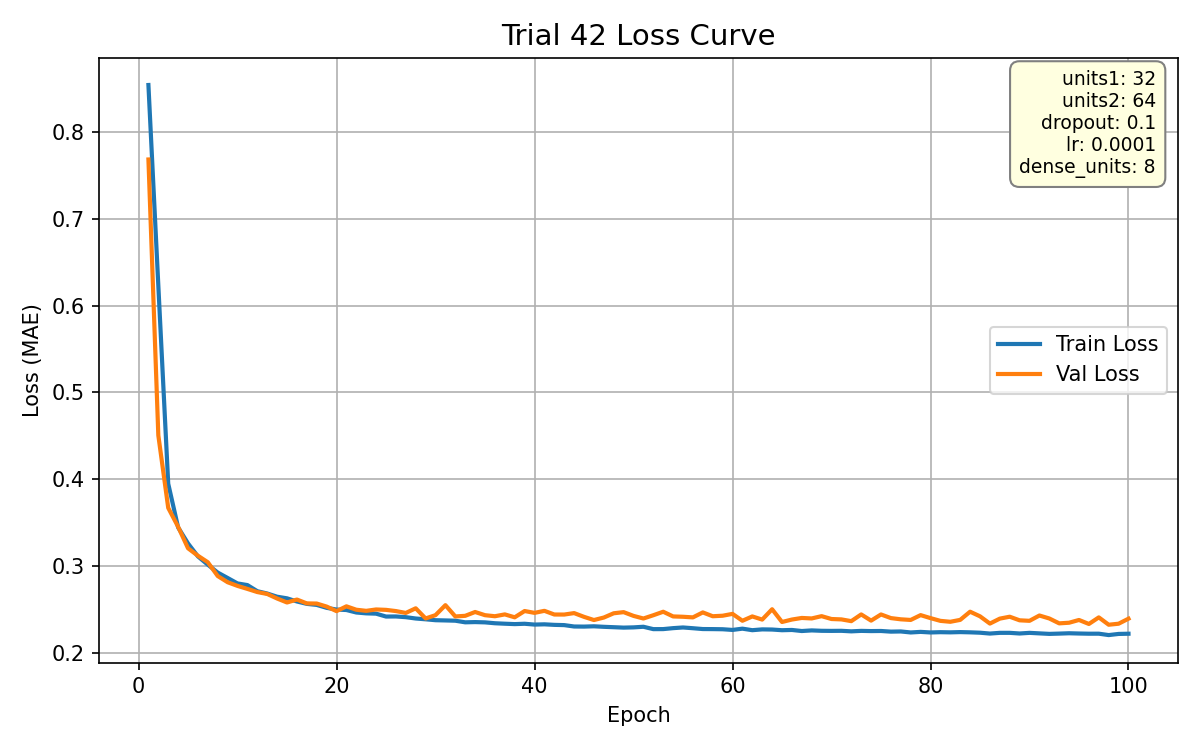 Trial 42 Loss Curve
units1: 32
units2: 64
dropout: 0.1
lr: 0.0001
dense_units: 8
Loss (MAE)
0.8
0.7
0.6
0.5
0.4
0.3
0.2
Train Loss
Val Loss
0
20
40
60
80
100
Epoch